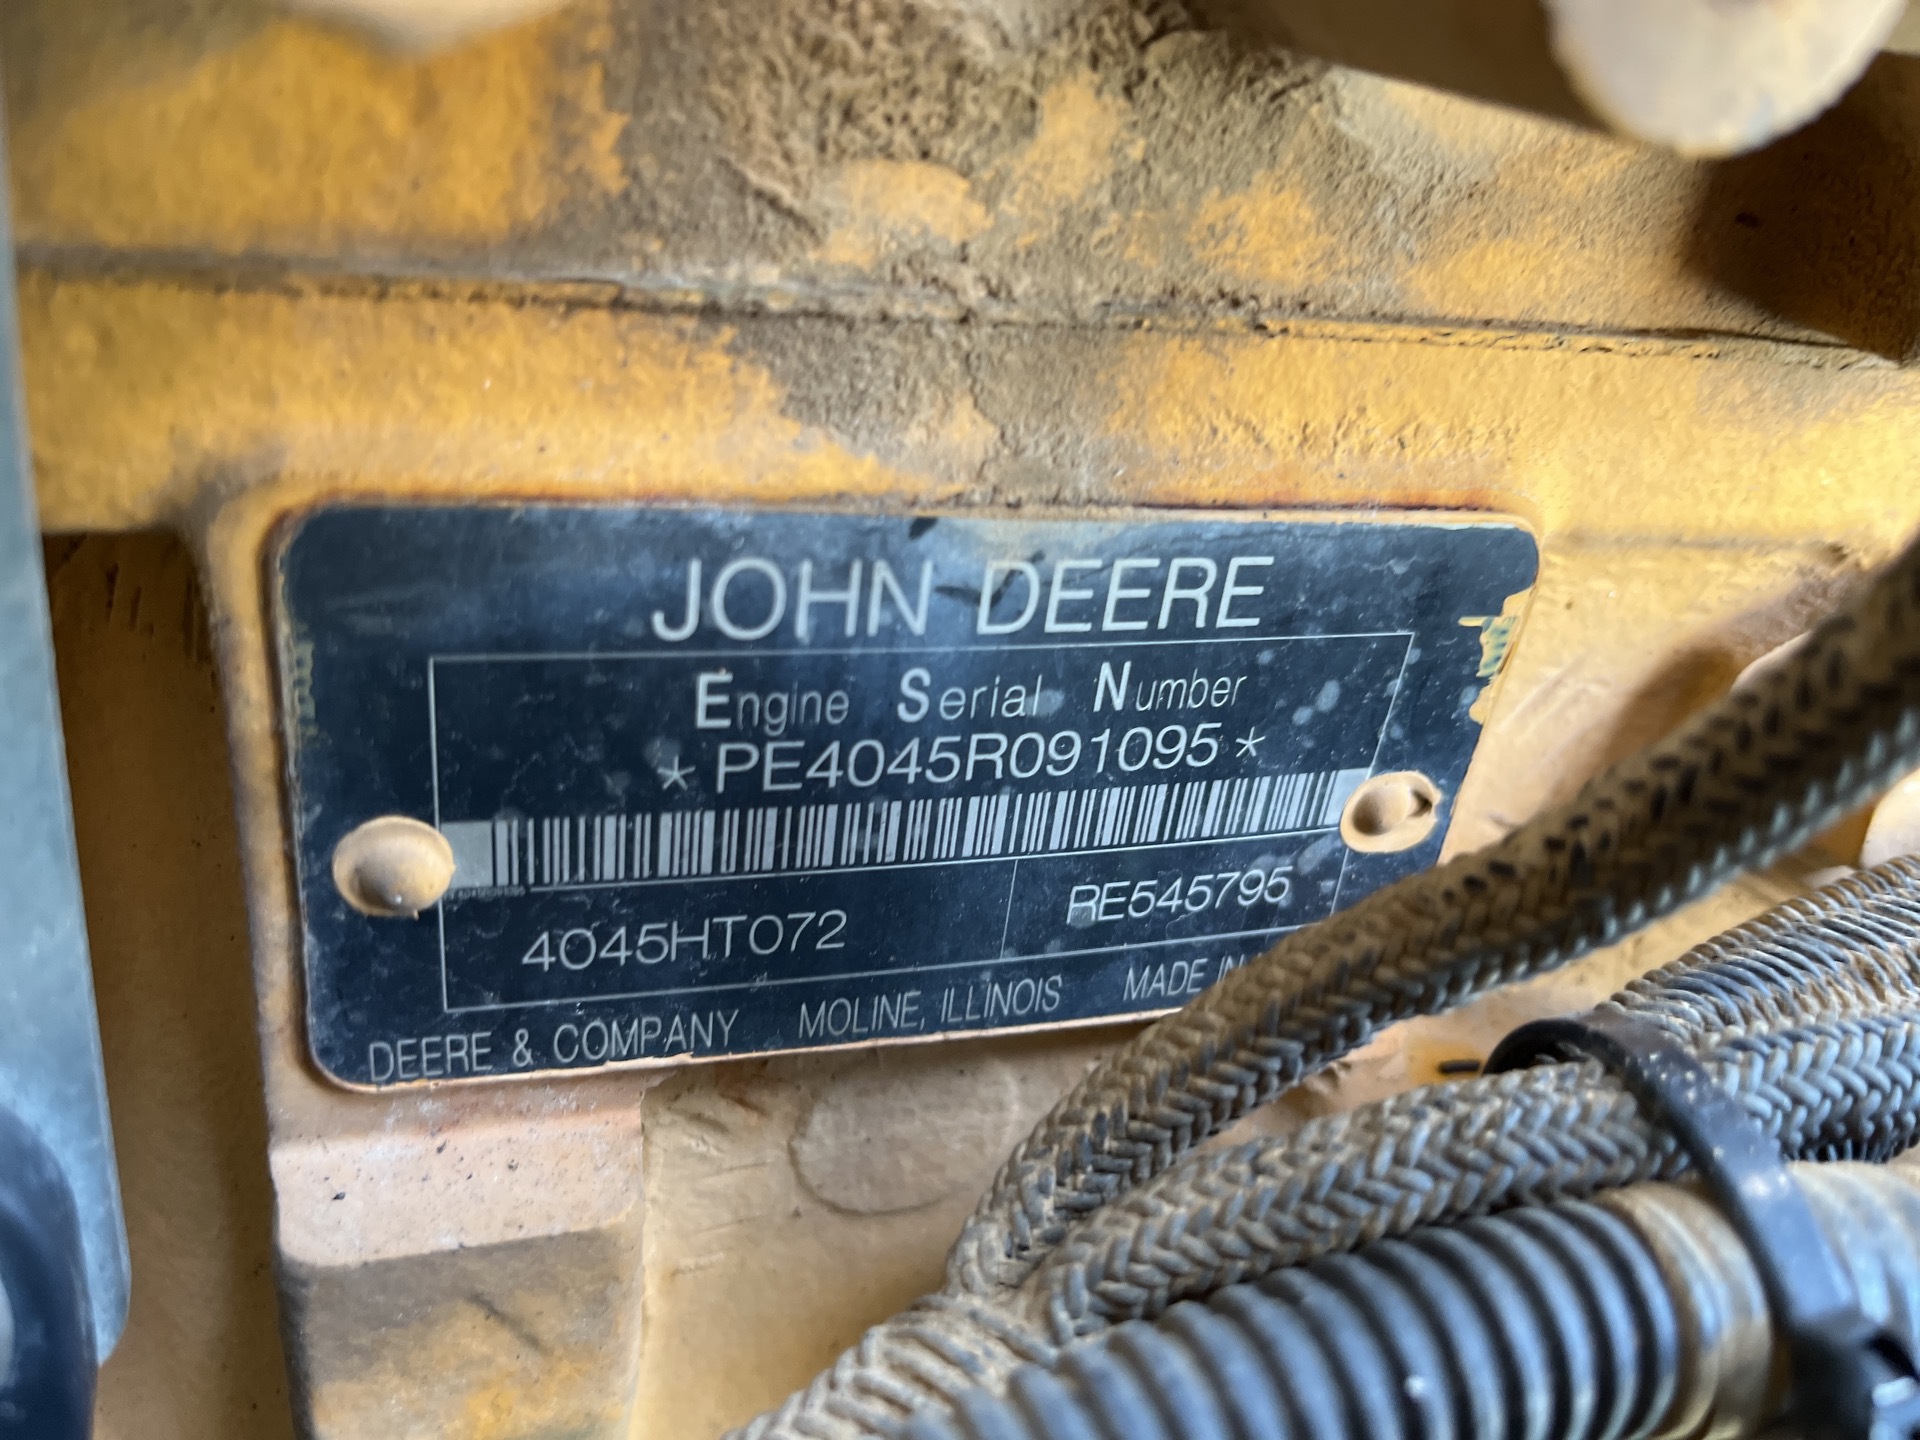 JOHN DEERE
Engine Serial Number
*PE4045R091095*
4045HT072 RE545795
DEERE & COMPANY MOLINE, ILLINOIS MADE IN